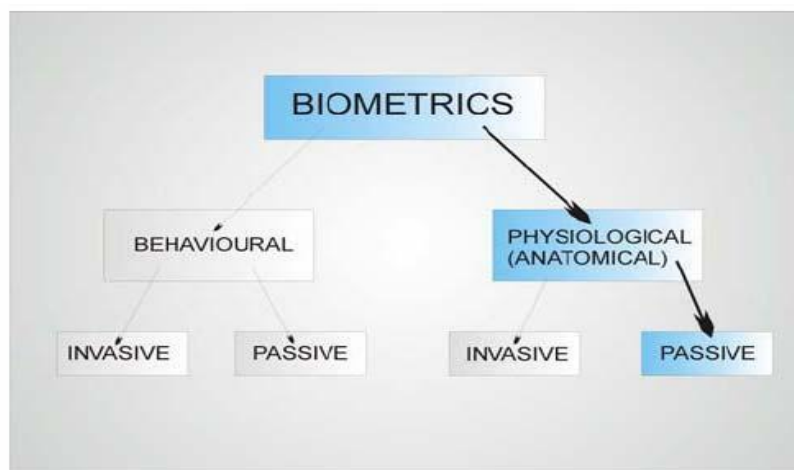 BIOMETRICS
BEHAVIOURAL
PHYSIOLOGICAL
(ANATOMICAL)
INVASIVE
PASSIVE
INVASIVE
PASSIVE